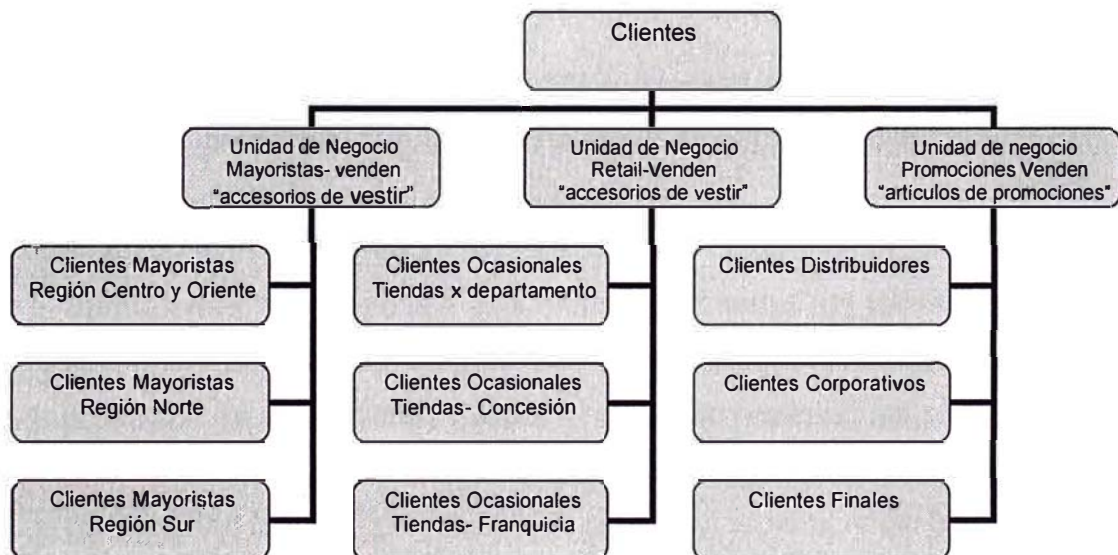 Clientes
Unidad de Negocio
Mayoristas- venden
"accesorios de vestir"
Unidad de Negocio
Retail-Venden
"accesorios de vestir"
Unidad de negocio
Promociones Venden
"artículos de promociones"
Clientes Mayoristas
Región Centro y Oriente
Clientes Ocasionales
Tiendas x departamento
Clientes Distribuidores
Clientes Mayoristas
Región Norte
Clientes Ocasionales
Tiendas- Concesión
Clientes Corporativos
Clientes Mayoristas
Región Sur
Clientes Ocasionales
Tiendas- Franquicia
Clientes Finales